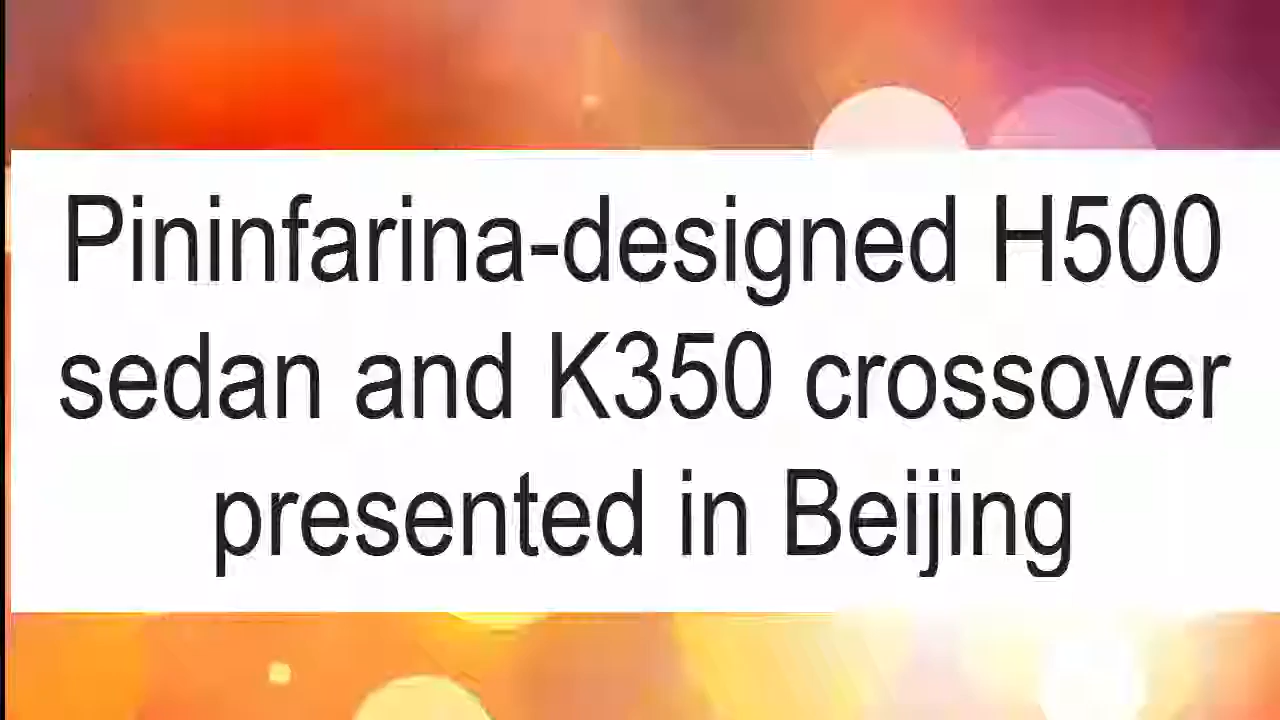 Pininfarina-designed H500
sedan and K350 crossover
presented in Beijing